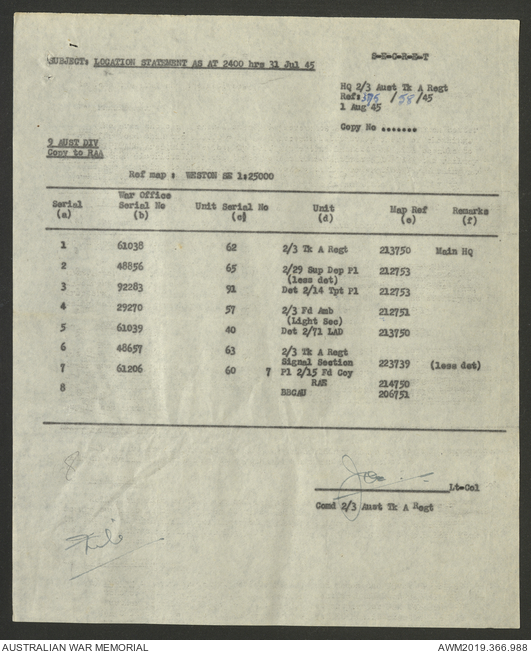 S-E-C-R-E-T
SUBJECT: LOCATION STATEMENT AS AT 2400 hrs 31 Jul 45
HQ 2/3 Aust Tk A Regt
Ref: 375 / 58 /45
1 Aug 45
Copy No .......
9 AUST DIV
Copy to RAA
Ref map : WESTON SE 1:25000
Serial (a) War Office Serial No (b) Unit Serial No (c) Unit (d) Map Ref (e) Remarks (f)
1 61038 62 2/3 Tk A Regt 213750 Main HQ
2 48856 65 2/29 Sup Dep Pl 212753
(less det)
3 92283 91 Det 2/14 Tpt Pl 212753
4 29270 57 2/3 Fd Amb 212751
(Light Sec)
5 61039 40 Det 2/71 LAD 213750
6 48657 63 2/3 Tk A Regt
Signal Section 223739 (less det)
7 61206 60 7 Pl 2/15 Fd Coy
RAE 214750
8 BBCAU 206751
Lt-Col
Comd 2/3 Aust Tk A Regt
AUSTRALIAN WAR MEMORIAL
AWM2019.366.988